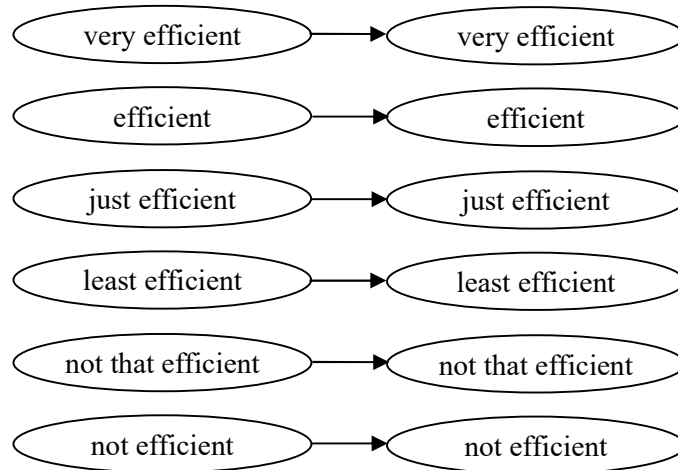 very efficient very efficient
efficient efficient
just efficient just efficient
least efficient least efficient
not that efficient not that efficient
not efficient not efficient